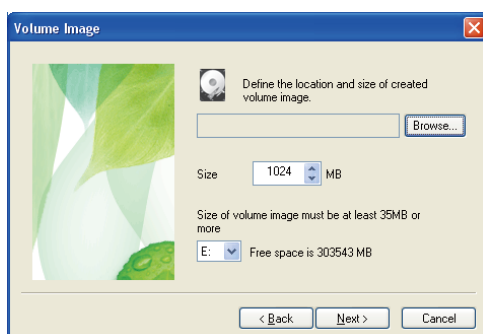 Volume Image
Define the location and size of created
volume image.
Browse...
Size
1024
MB
Size of volume image must be at least 35MB or
more
E:
Free space is 303543 MB
< Back
Next >
Cancel